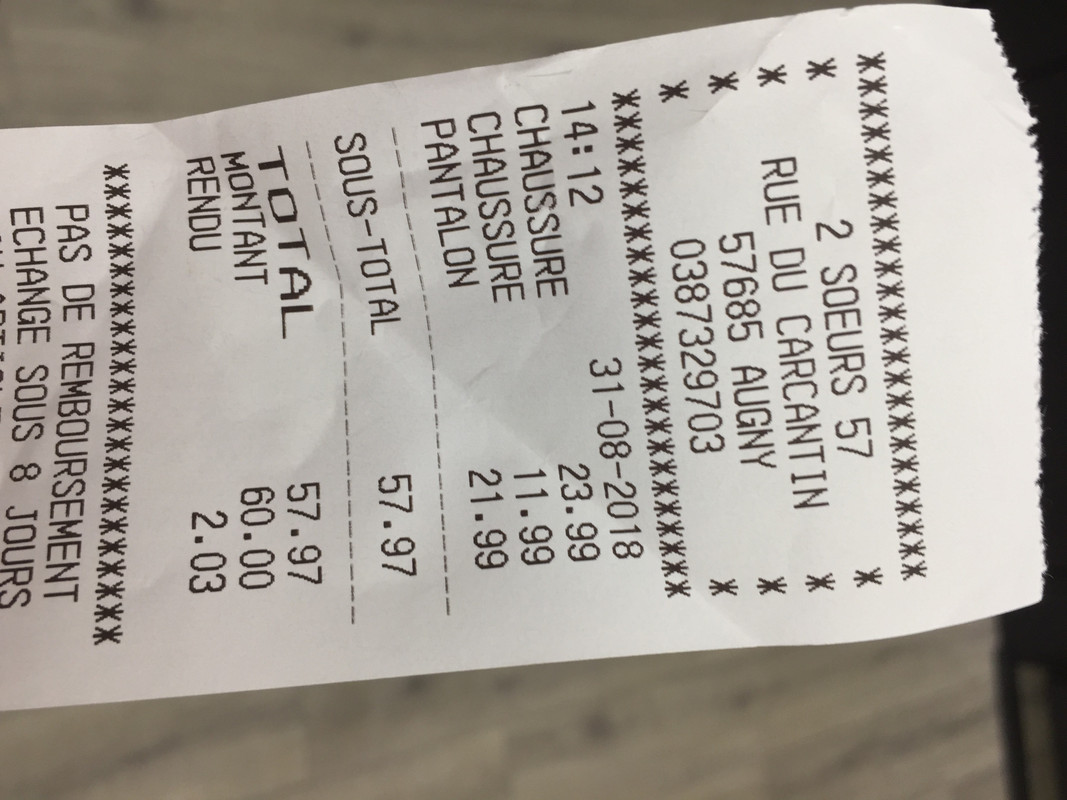 ***********************
* 2 SOEURS 57 *
* RUE DU CARCANTIN *
* 57685 AUGNY *
* 0387329703 *
***********************
14:12 31-08-2018
CHAUSSURE 23.99
CHAUSSURE 11.99
PANTALON 21.99
SOUS-TOTAL 57.97
TOTAL 57.97
MONTANT 60.00
RENDU 2.03
***********************
PAS DE REMBOURSEMENT
ECHANGE SOUS 8 JOURS